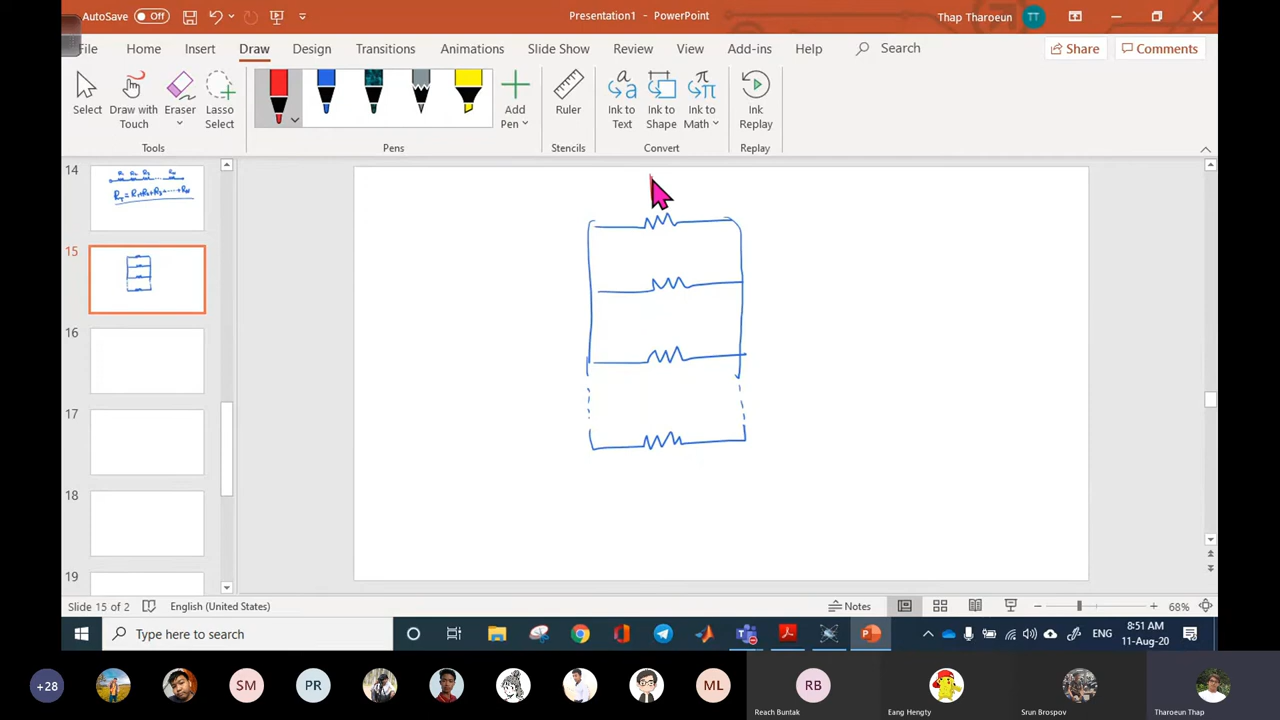 AutoSave Off
Presentation1 - PowerPoint
Thap Tharoeun TT
File Home Insert Draw Design Transitions Animations Slide Show Review View Add-ins Help Search
Share Comments
Select Draw with Touch Eraser Lasso Select
Add Pen
Ruler
Ink to Text Ink to Shape Ink to Math
Ink Replay
Tools Pens Stencils Convert Replay
14
15
16
17
18
19
Slide 15 of 2 English (United States) Notes 68%
Type here to search
ENG
8:51 AM
11-Aug-20
+28 SM PR ML RB
Reach Buntak Eang Hengty Srun Brospov Tharoeun Thap